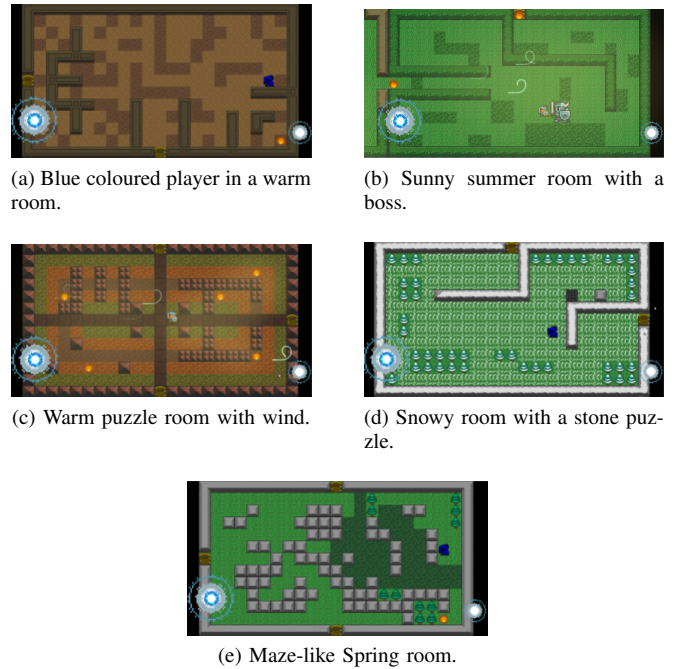 (a) Blue coloured player in a warm
room.
(b) Sunny summer room with a
boss.
(c) Warm puzzle room with wind.
(d) Snowy room with a stone puz-
zle.
(e) Maze-like Spring room.